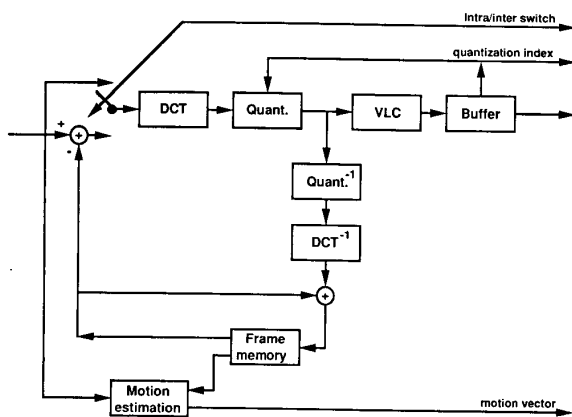 Intra/inter switch
quantization index
DCT
Quant.
VLC
Buffer
+
+
-
Quant.-1
DCT-1
+
Frame
memory
Motion
estimation
motion vector